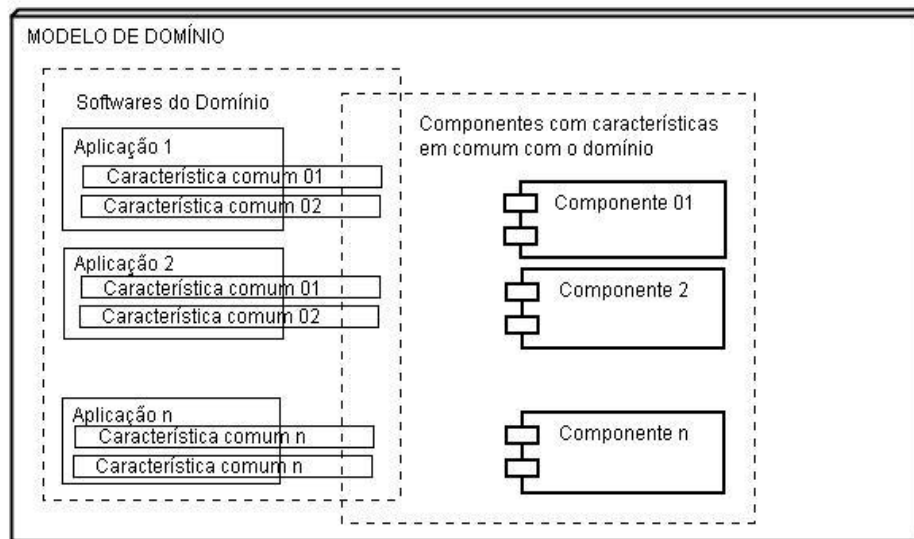 MODELO DE DOMÍNIO
Softwares do Domínio
Aplicação 1
Característica comum 01
Característica comum 02
Aplicação 2
Característica comum 01
Característica comum 02
Aplicação n
Característica comum n
Característica comum n
Componentes com características
em comum com o domínio
Componente 01
Componente 2
Componente n